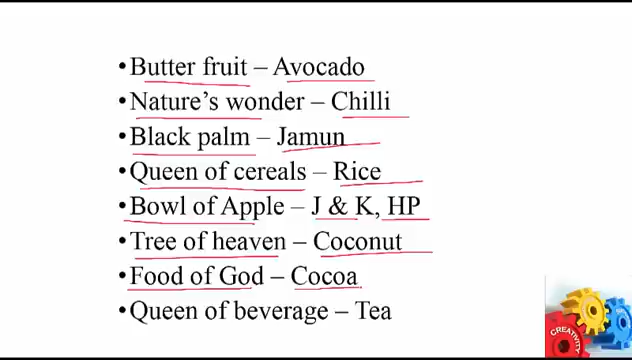 •Butter fruit – Avocado
•Nature's wonder – Chilli
•Black palm – Jamun
•Queen of cereals – Rice
•Bowl of Apple – J & K, HP
•Tree of heaven – Coconut
•Food of God – Cocoa
•Queen of beverage – Tea
CREATIVITY